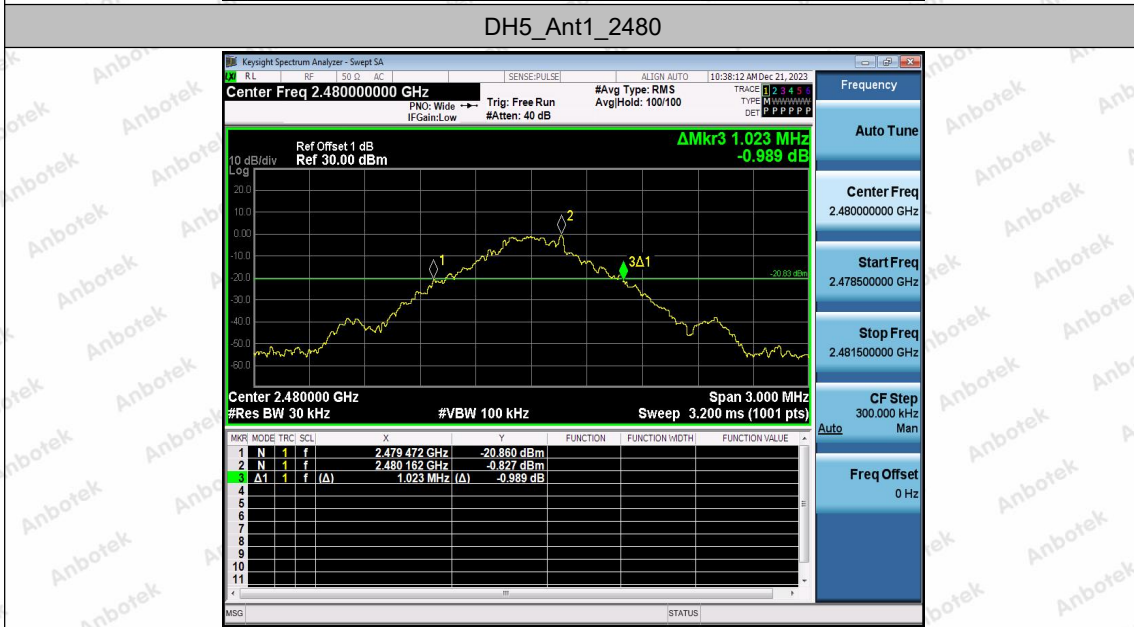 DH5_Ant1_2480
Keysight Spectrum Analyzer - Swept SA
LXI RL RF 50 Ω AC SENSE:PULSE ALIGN AUTO 10:38:12 AM Dec 21, 2023
Center Freq 2.480000000 GHz
PNO: Wide
IFGain:Low
Trig: Free Run
#Atten: 40 dB
#Avg Type: RMS
Avg|Hold: 100/100
TRACE 1 2 3 4 5 6
TYPE M WWWWW
DET P P P P P P
Ref Offset 1 dB
10 dB/div Ref 30.00 dBm
Log
ΔMkr3 1.023 MHz
-0.989 dB
20.0
10.0
0.00
-10.0
-20.0
-30.0
-40.0
-50.0
-60.0
1
2
3Δ1
-20.83 dBm
Center 2.480000 GHz Span 3.000 MHz
#Res BW 30 kHz #VBW 100 kHz Sweep 3.200 ms (1001 pts)
MKR MODE TRC SCL X Y FUNCTION FUNCTION WIDTH FUNCTION VALUE
1 N 1 f 2.479 472 GHz -20.860 dBm
2 N 1 f 2.480 162 GHz -0.827 dBm
3 Δ1 1 f (Δ) 1.023 MHz (Δ) -0.989 dB
4
5
6
7
8
9
10
11
MSG STATUS
Frequency
Auto Tune
Center Freq
2.480000000 GHz
Start Freq
2.478500000 GHz
Stop Freq
2.481500000 GHz
CF Step
300.000 kHz
Auto Man
Freq Offset
0 Hz
Anbotek